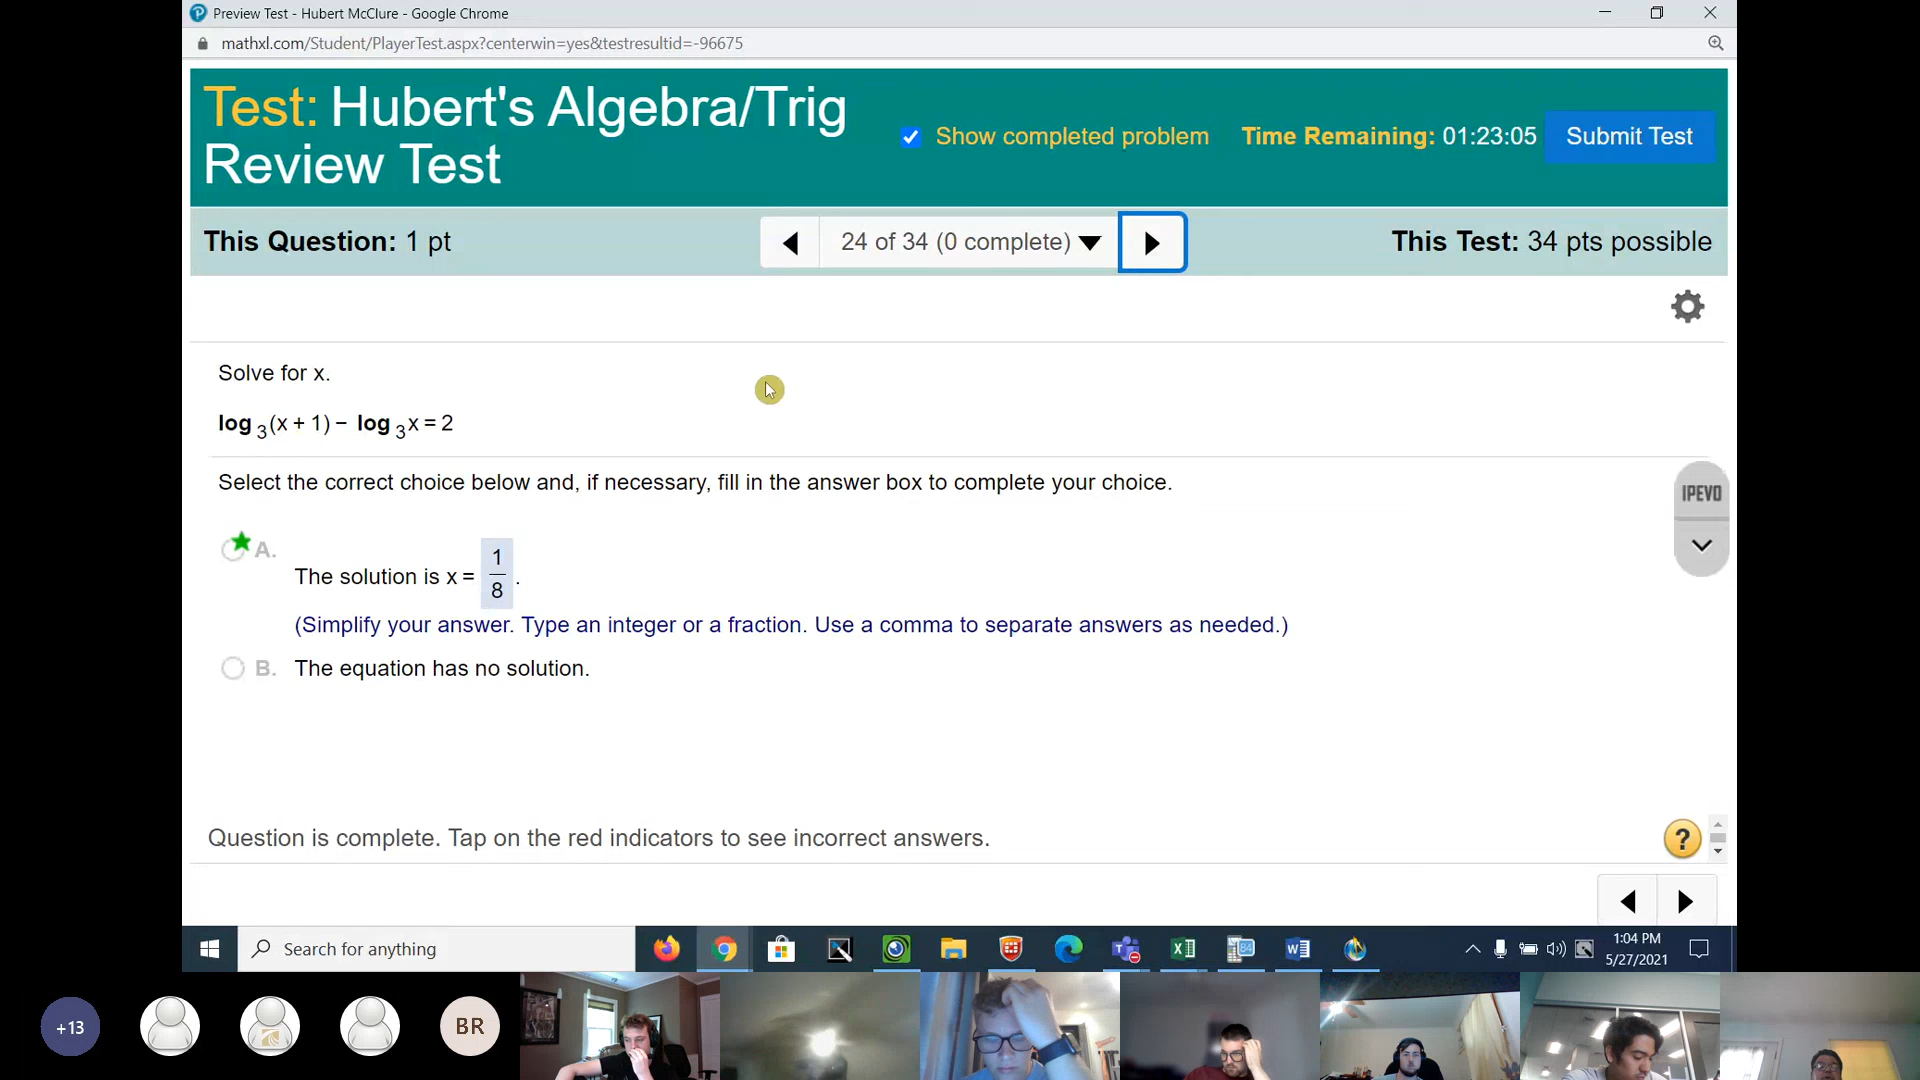 Preview Test - Hubert McClure - Google Chrome
mathxl.com/Student/PlayerTest.aspx?centerwin=yes&testresultid=-96675
Test: Hubert's Algebra/Trig Review Test
Show completed problem
Time Remaining: 01:23:05
Submit Test
This Question: 1 pt
24 of 34 (0 complete)
This Test: 34 pts possible
Solve for x.
log 3(x + 1) − log 3x = 2
Select the correct choice below and, if necessary, fill in the answer box to complete your choice.
IPEVO
A.
The solution is x = 1/8 .
(Simplify your answer. Type an integer or a fraction. Use a comma to separate answers as needed.)
B. The equation has no solution.
Question is complete. Tap on the red indicators to see incorrect answers.
?
Search for anything
84
1:04 PM
5/27/2021
+13
BR